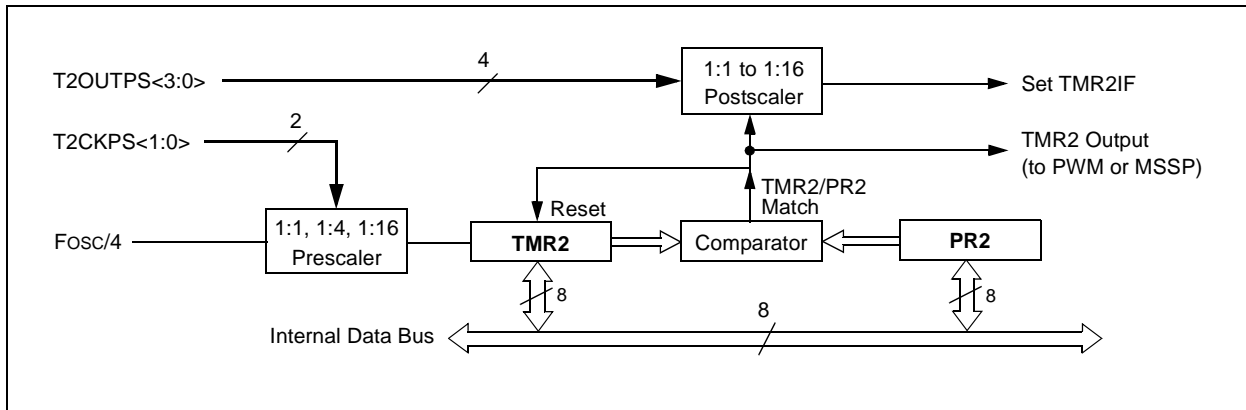 4
1:1 to 1:16
Postscaler
T2OUTPS<3:0>
Set TMR2IF
2
T2CKPS<1:0>
TMR2 Output
(to PWM or MSSP)
TMR2/PR2
Match
Reset
1:1, 1:4, 1:16
Prescaler
FOSC/4
TMR2
Comparator
PR2
8
8
8
Internal Data Bus